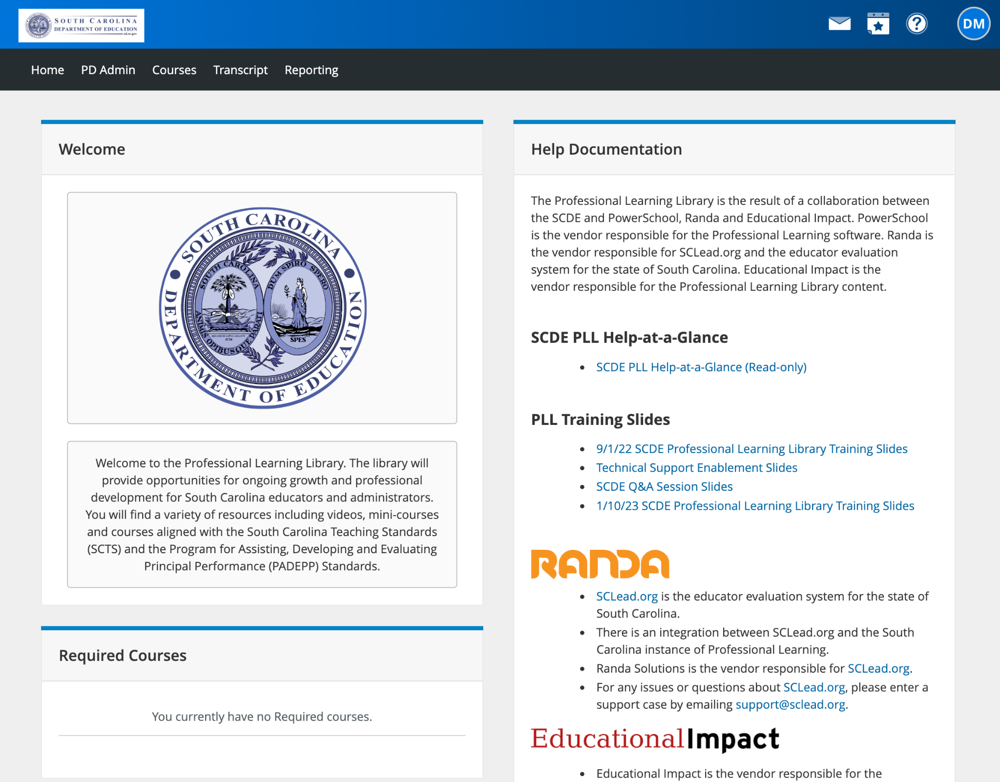 SOUTH CAROLINA
DEPARTMENT OF EDUCATION
ed.sc.gov
DM
Home PD Admin Courses Transcript Reporting
Welcome
SOUTH CAROLINA
DEPARTMENT OF EDUCATION
SOUTH CAROLINA
ANIMIS OPIBUSQUE PARATI
MELIOREM LAPSA LOCAVIT
1776
DUM SPIRO SPERO
SPES
Welcome to the Professional Learning Library. The library will
provide opportunities for ongoing growth and professional
development for South Carolina educators and administrators.
You will find a variety of resources including videos, mini-courses
and courses aligned with the South Carolina Teaching Standards
(SCTS) and the Program for Assisting, Developing and Evaluating
Principal Performance (PADEPP) Standards.
Required Courses
You currently have no Required courses.
Help Documentation
The Professional Learning Library is the result of a collaboration between
the SCDE and PowerSchool, Randa and Educational Impact. PowerSchool
is the vendor responsible for the Professional Learning software. Randa is
the vendor responsible for SCLead.org and the educator evaluation
system for the state of South Carolina. Educational Impact is the
vendor responsible for the Professional Learning Library content.
SCDE PLL Help-at-a-Glance
• SCDE PLL Help-at-a-Glance (Read-only)
PLL Training Slides
• 9/1/22 SCDE Professional Learning Library Training Slides
• Technical Support Enablement Slides
• SCDE Q&A Session Slides
• 1/10/23 SCDE Professional Learning Library Training Slides
RANDA
• SCLead.org is the educator evaluation system for the state of
South Carolina.
• There is an integration between SCLead.org and the South
Carolina instance of Professional Learning.
• Randa Solutions is the vendor responsible for SCLead.org.
• For any issues or questions about SCLead.org, please enter a
support case by emailing support@sclead.org.
Educational Impact
• Educational Impact is the vendor responsible for the